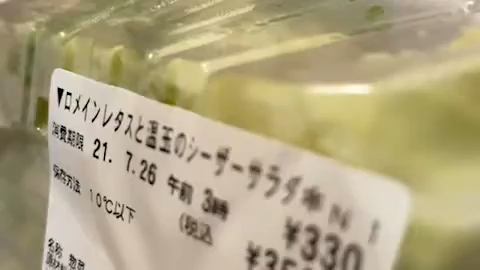 ▼ロメインレタスと温玉のシーザーサラダ
消費期限 21. 7.26 午前 3時
保存方法 10℃以下
¥330
(税込
名称